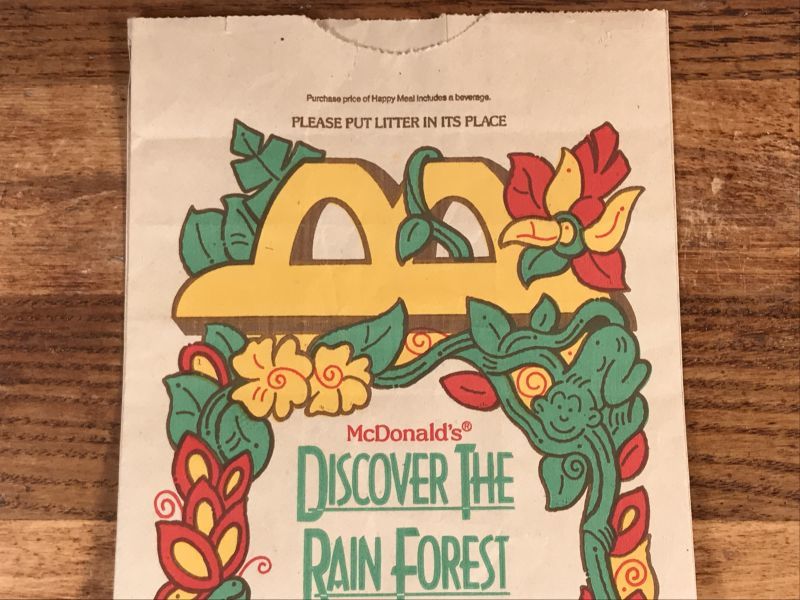 Purchase price of Happy Meal includes a beverage.
PLEASE PUT LITTER IN ITS PLACE
McDonald's®
DISCOVER THE
RAIN FOREST